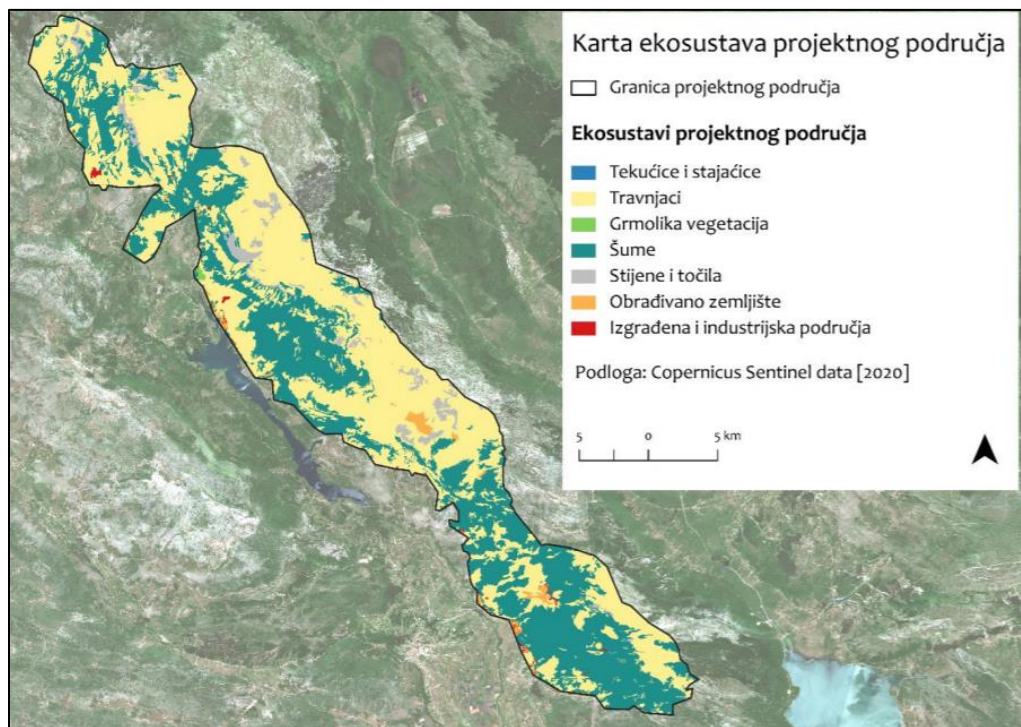 Karta ekosustava projektnog područja
Granica projektnog područja
Ekosustavi projektnog područja
Tekućice i stajaćice
Travnjaci
Grmolika vegetacija
Šume
Stijene i točila
Obrađivano zemljište
Izgrađena i industrijska područja
Podloga: Copernicus Sentinel data [2020]
5 0 5 km